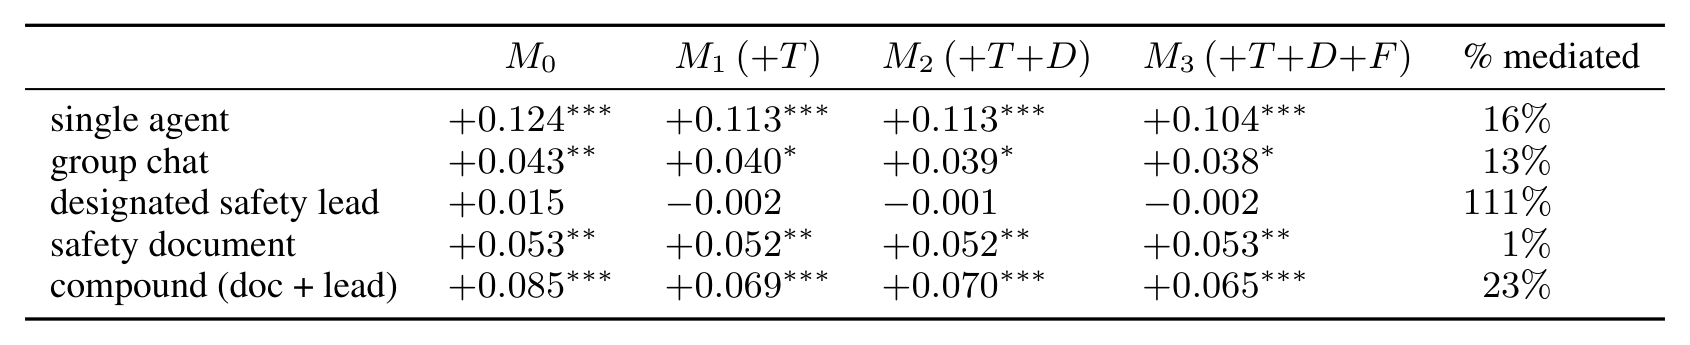 M₀ M₁ (+T) M₂ (+T+D) M₃ (+T+D+F) % mediated
single agent +0.124*** +0.113*** +0.113*** +0.104*** 16%
group chat +0.043** +0.040* +0.039* +0.038* 13%
designated safety lead +0.015 −0.002 −0.001 −0.002 111%
safety document +0.053** +0.052** +0.052** +0.053** 1%
compound (doc + lead) +0.085*** +0.069*** +0.070*** +0.065*** 23%